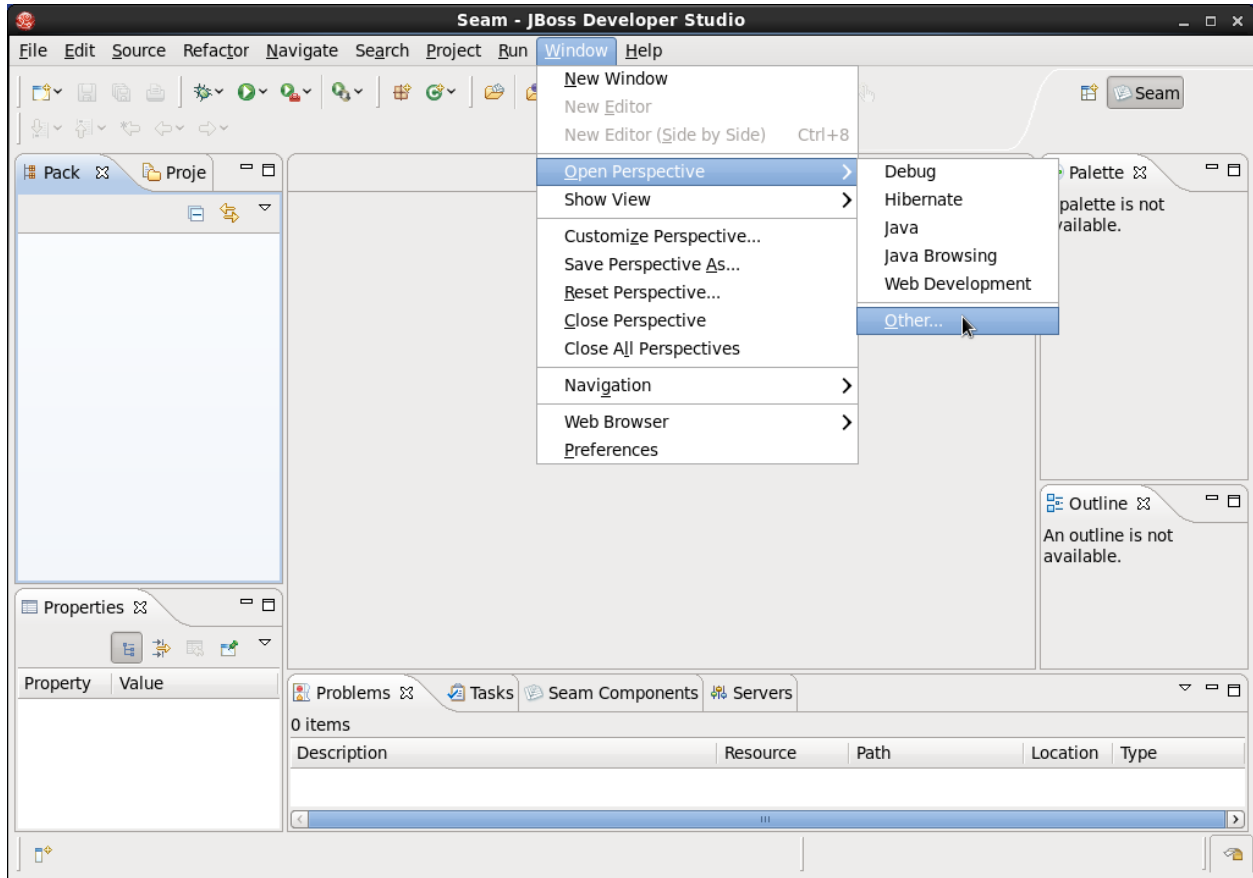 Seam - JBoss Developer Studio
File Edit Source Refactor Navigate Search Project Run Window Help
New Window
New Editor
New Editor (Side by Side) Ctrl+8
Open Perspective
Show View
Customize Perspective...
Save Perspective As...
Reset Perspective...
Close Perspective
Close All Perspectives
Navigation
Web Browser
Preferences
Debug
Hibernate
Java
Java Browsing
Web Development
Other...
Seam
Pack Proje
Palette
palette is not
available.
Outline
An outline is not
available.
Properties
Property Value
Problems Tasks Seam Components Servers
0 items
Description Resource Path Location Type